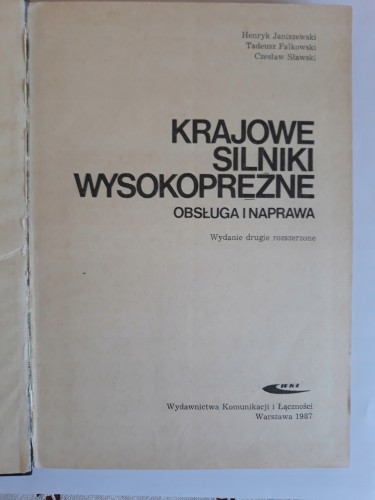 Henryk Janiszewski
Tadeusz Falkowski
Czesław Sławski
KRAJOWE
SILNIKI
WYSOKOPRĘŻNE
OBSŁUGA I NAPRAWA
Wydanie drugie rozszerzone
WKŁ
Wydawnictwa Komunikacji i Łączności
Warszawa 1987